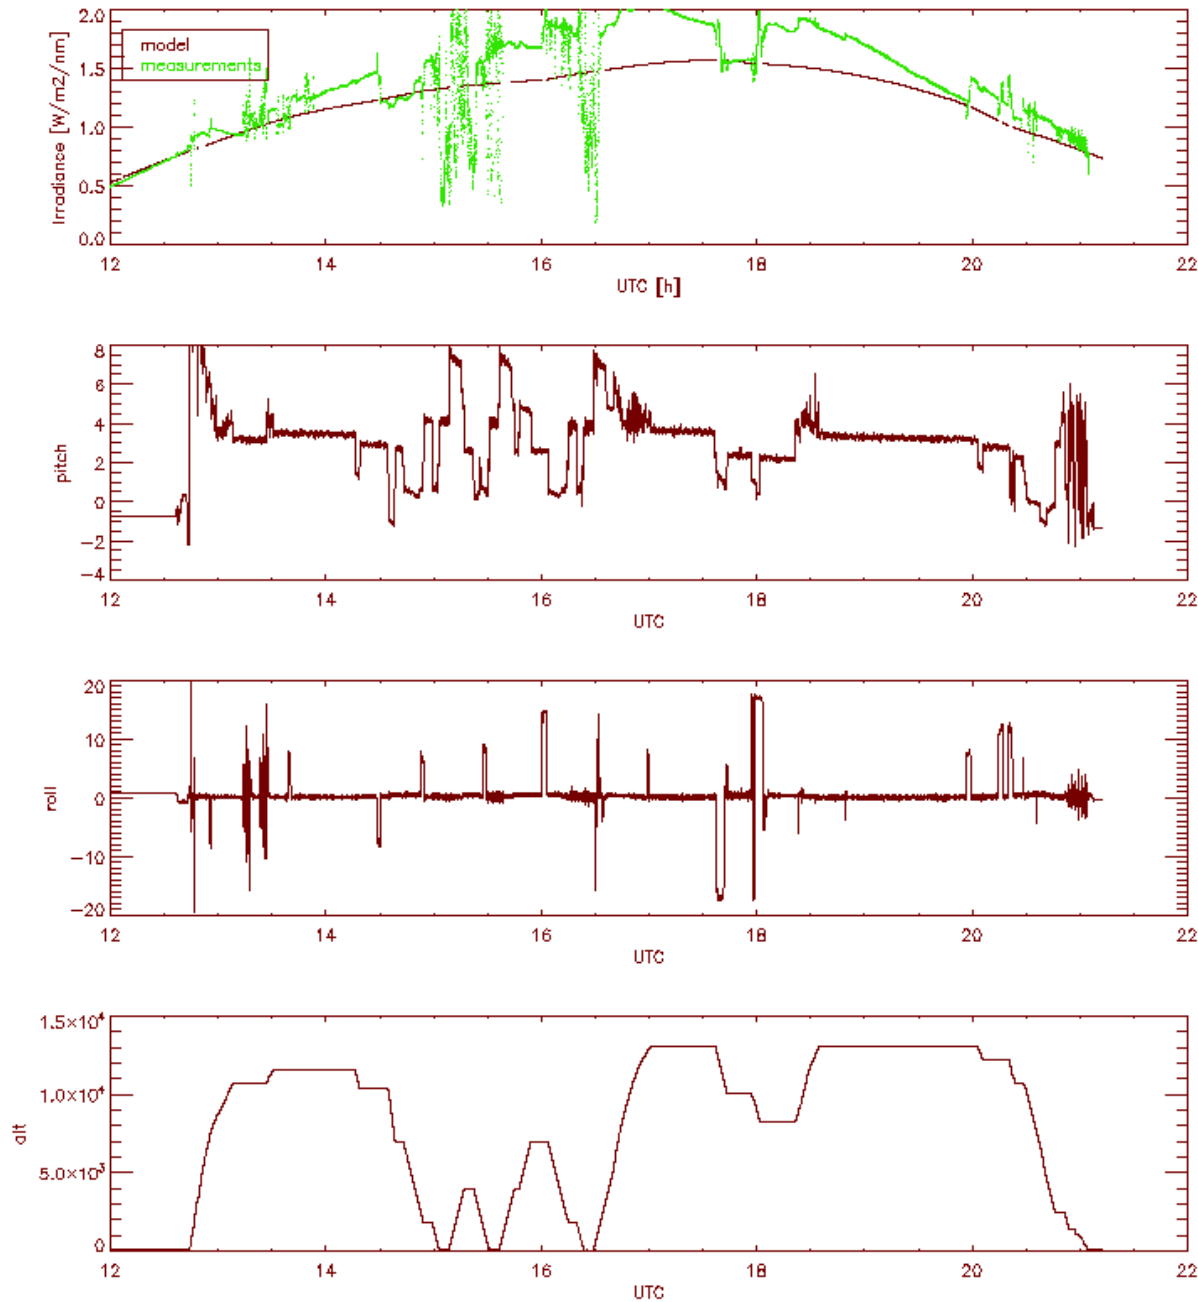 2.0
model
measurements
1.5
1.0
0.5
0.0
Irradiance [W/m2/nm]
12 14 16 18 20 22
UTC [h]
8
6
4
2
0
-2
-4
pitch
12 14 16 18 20 22
UTC
20
10
0
-10
-20
roll
12 14 16 18 20 22
UTC
1.5×10⁴
1.0×10⁴
5.0×10³
0
alt
12 14 16 18 20 22
UTC